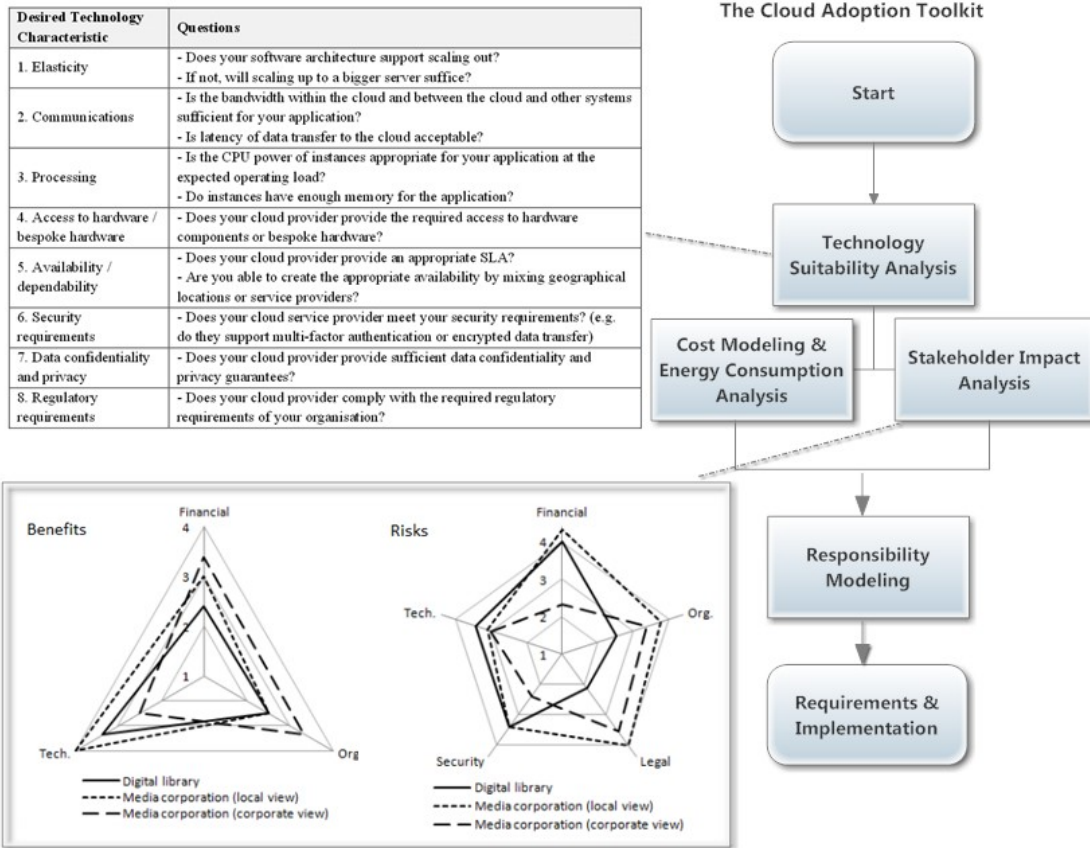 The Cloud Adoption Toolkit
Desired Technology
Characteristic
Questions
1. Elasticity
- Does your software architecture support scaling out?
- If not, will scaling up to a bigger server suffice?
2. Communications
- Is the bandwidth within the cloud and between the cloud and other systems
sufficient for your application?
- Is latency of data transfer to the cloud acceptable?
3. Processing
- Is the CPU power of instances appropriate for your application at the
expected operating load?
- Do instances have enough memory for the application?
4. Access to hardware /
bespoke hardware
- Does your cloud provider provide the required access to hardware
components or bespoke hardware?
5. Availability /
dependability
- Does your cloud provider provide an appropriate SLA?
- Are you able to create the appropriate availability by mixing geographical
locations or service providers?
6. Security
requirements
- Does your cloud service provider meet your security requirements? (e.g.
do they support multi-factor authentication or encrypted data transfer)
7. Data confidentiality
and privacy
- Does your cloud provider provide sufficient data confidentiality and
privacy guarantees?
8. Regulatory
requirements
- Does your cloud provider comply with the required regulatory
requirements of your organisation?
Start
Technology
Suitability Analysis
Cost Modeling &
Energy Consumption
Analysis
Stakeholder Impact
Analysis
Responsibility
Modeling
Requirements &
Implementation
Benefits
Financial
4
3
2
1
Tech.
Org
Digital library
Media corporation (local view)
Media corporation (corporate view)
Risks
Financial
4
3
2
1
Tech.
Org.
Security
Legal
Digital library
Media corporation (local view)
Media corporation (corporate view)